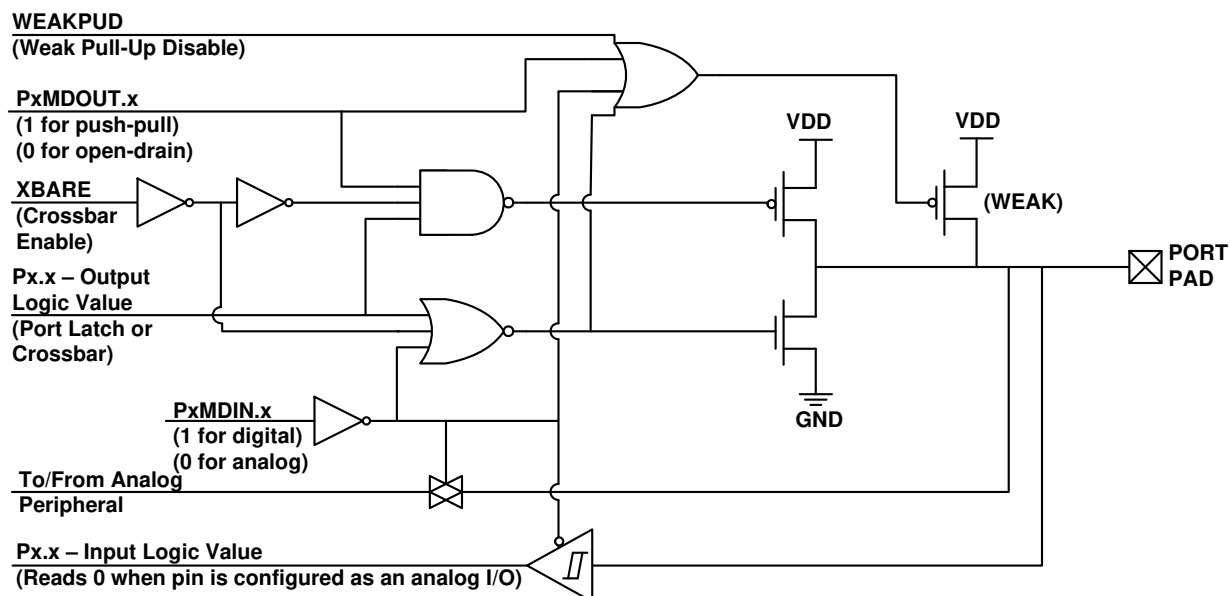 WEAKPUD
(Weak Pull-Up Disable)
PxMDOUT.x
(1 for push-pull)
(0 for open-drain)
XBARE
(Crossbar
Enable)
Px.x – Output
Logic Value
(Port Latch or
Crossbar)
PxMDIN.x
(1 for digital)
(0 for analog)
To/From Analog
Peripheral
Px.x – Input Logic Value
(Reads 0 when pin is configured as an analog I/O)
VDD
VDD
(WEAK)
PORT
PAD
GND